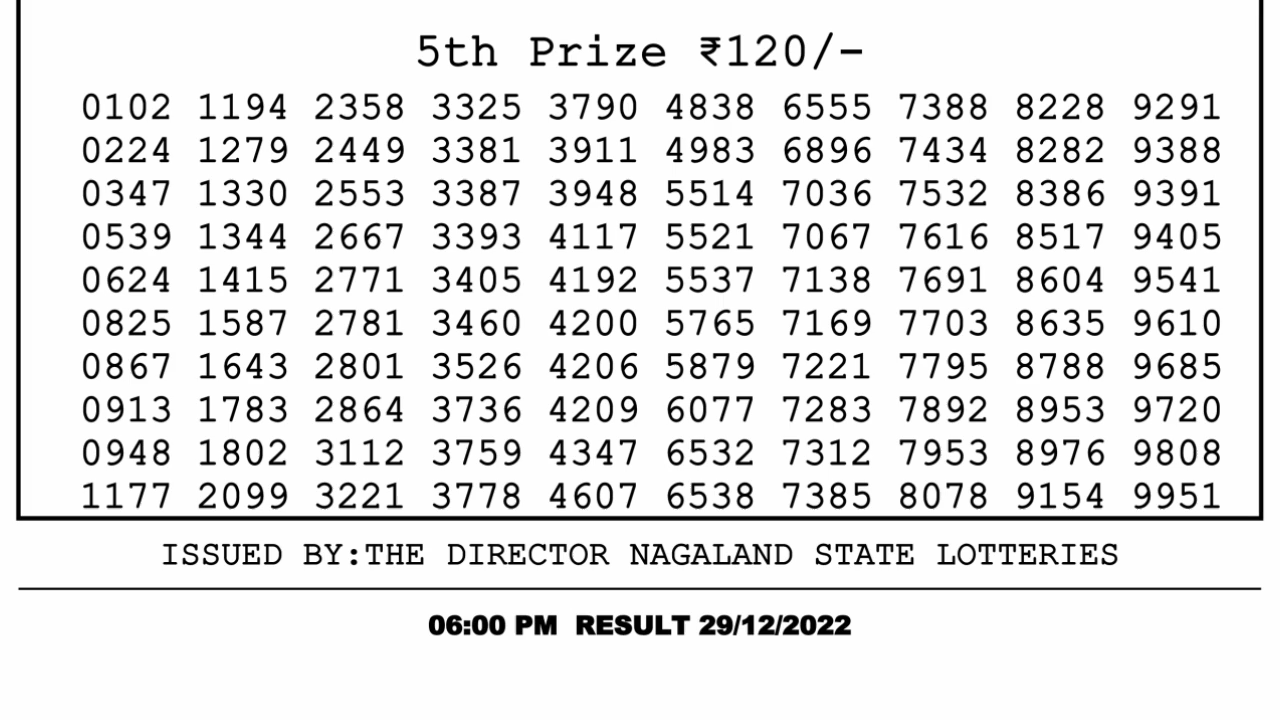 5th Prize ₹120/-
0102 1194 2358 3325 3790 4838 6555 7388 8228 9291
0224 1279 2449 3381 3911 4983 6896 7434 8282 9388
0347 1330 2553 3387 3948 5514 7036 7532 8386 9391
0539 1344 2667 3393 4117 5521 7067 7616 8517 9405
0624 1415 2771 3405 4192 5537 7138 7691 8604 9541
0825 1587 2781 3460 4200 5765 7169 7703 8635 9610
0867 1643 2801 3526 4206 5879 7221 7795 8788 9685
0913 1783 2864 3736 4209 6077 7283 7892 8953 9720
0948 1802 3112 3759 4347 6532 7312 7953 8976 9808
1177 2099 3221 3778 4607 6538 7385 8078 9154 9951
ISSUED BY:THE DIRECTOR NAGALAND STATE LOTTERIES
06:00 PM RESULT 29/12/2022